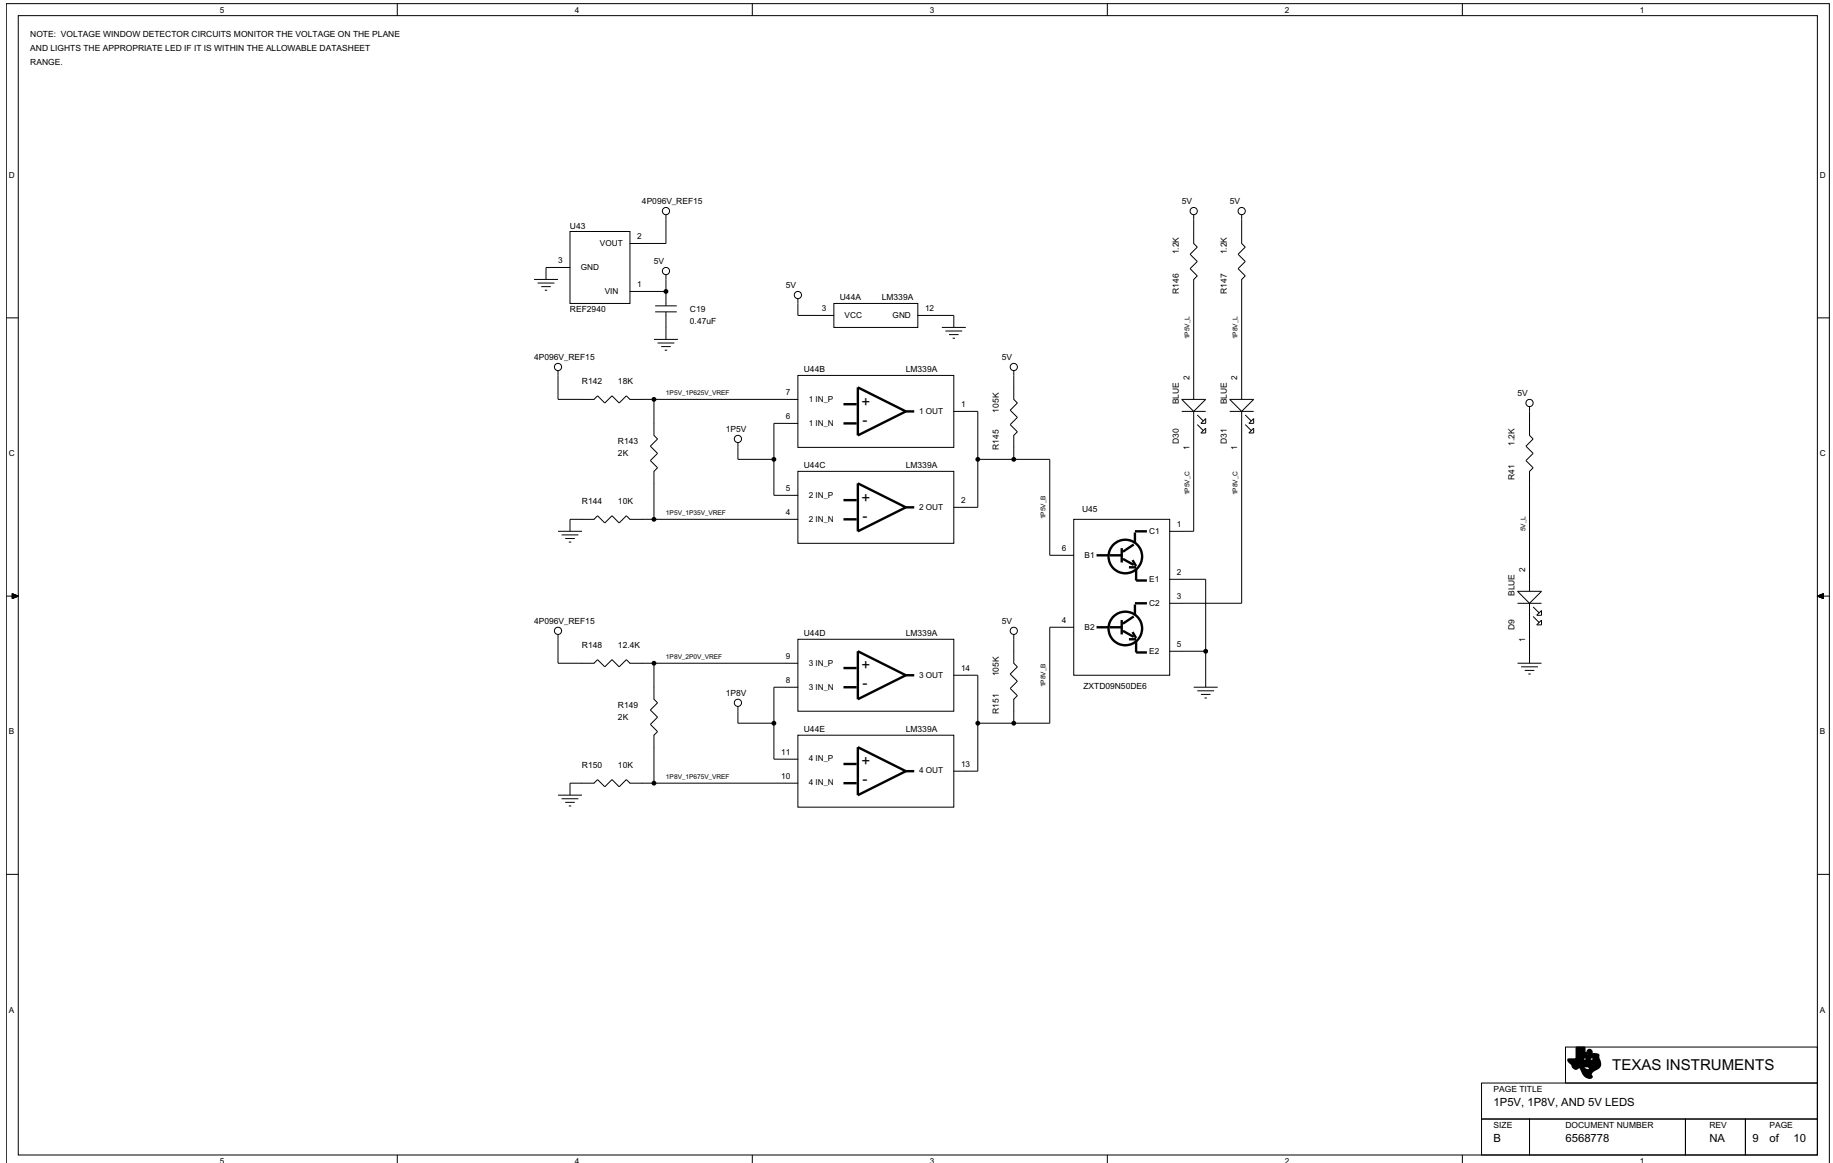 5 4 3 2 1
NOTE: VOLTAGE WINDOW DETECTOR CIRCUITS MONITOR THE VOLTAGE ON THE PLANE
AND LIGHTS THE APPROPRIATE LED IF IT IS WITHIN THE ALLOWABLE DATASHEET
RANGE.
D D
4P096V_REF15
U43
VOUT 2
3 GND
VIN 1
REF2940
5V
C19
0.47uF
5V
U44A LM339A
3 VCC GND 12
5V 5V
R146 1.2K
R147 1.2K
1P5V_L
1P8V_L
D30 BLUE
2
1
D31 BLUE
2
1
1P5V_C
1P8V_C
C C
4P096V_REF15
R142 18K
1P5V_1P625V_VREF
R143
2K
R144 10K
1P5V_1P35V_VREF
1P5V
U44B LM339A
7 1 IN_P
6 1 IN_N
+
-
1 OUT 1
U44C LM339A
5 2 IN_P
4 2 IN_N
+
-
2 OUT 2
5V
R145 105K
1P5V_B
U45
6 B1
C1 1
E1 2
C2 3
4 B2
E2 5
ZXTD09N50DE6
5V
R41 1.2K
5V_L
D9 BLUE
2
1
B B
4P096V_REF15
R148 12.4K
1P8V_2P0V_VREF
R149
2K
R150 10K
1P8V_1P675V_VREF
1P8V
U44D LM339A
9 3 IN_P
8 3 IN_N
+
-
3 OUT 14
U44E LM339A
11 4 IN_P
10 4 IN_N
+
-
4 OUT 13
5V
R151 105K
1P8V_B
A A
TEXAS INSTRUMENTS
PAGE TITLE
1P5V, 1P8V, AND 5V LEDS
SIZE DOCUMENT NUMBER REV PAGE
B 6568778 NA 9 of 10
5 4 3 2 1